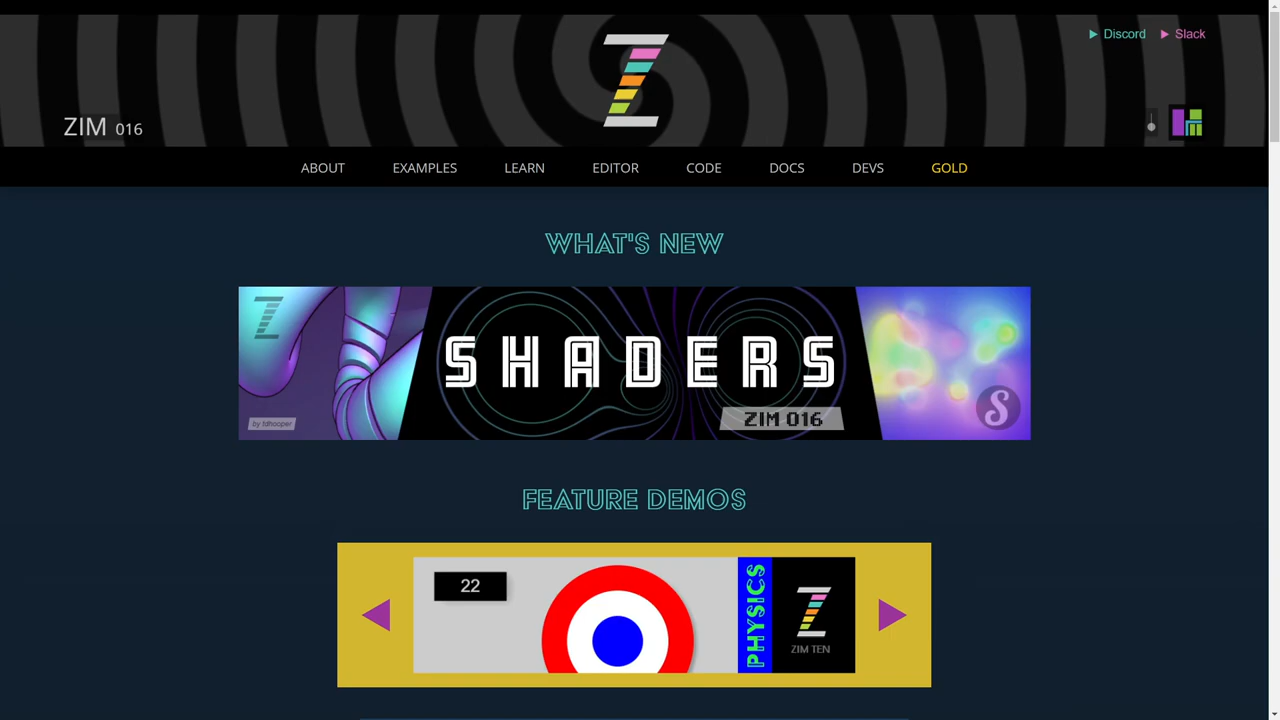 Discord Slack
ZIM 016
ABOUT EXAMPLES LEARN EDITOR CODE DOCS DEVS GOLD
WHAT'S NEW
SHADERS
ZIM 016
by fdhooper
S
FEATURE DEMOS
22
PHYSICS
ZIM TEN